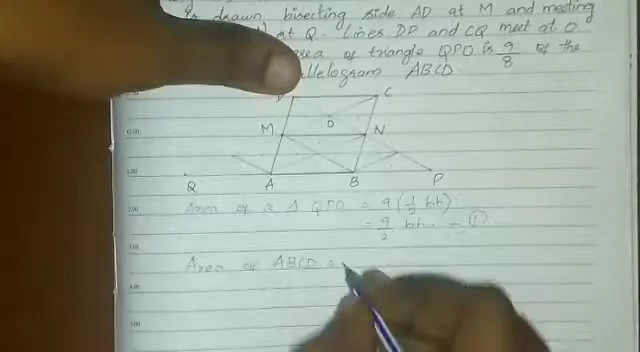 is drawn bisecting side AD at M and meeting
at Q. Lines DP and CQ meet at O.
area of triangle QPO is 9/8 of the
allelogram ABCD
D C
M O N
Q A B P
Area of Δ QPO = 9 (1/2 bh)
= 9/2 bh. - ①
Area of ABCD =